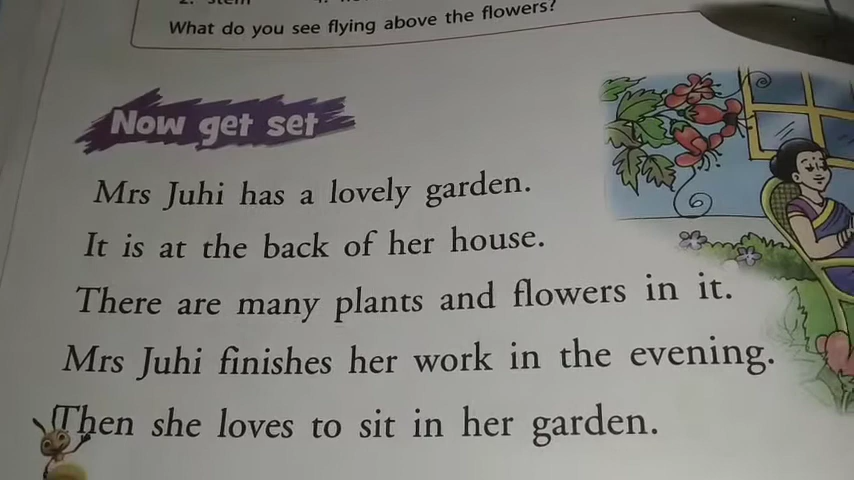 2. stem
What do you see flying above the flowers?
Now get set
Mrs Juhi has a lovely garden.
It is at the back of her house.
There are many plants and flowers in it.
Mrs Juhi finishes her work in the evening.
Then she loves to sit in her garden.